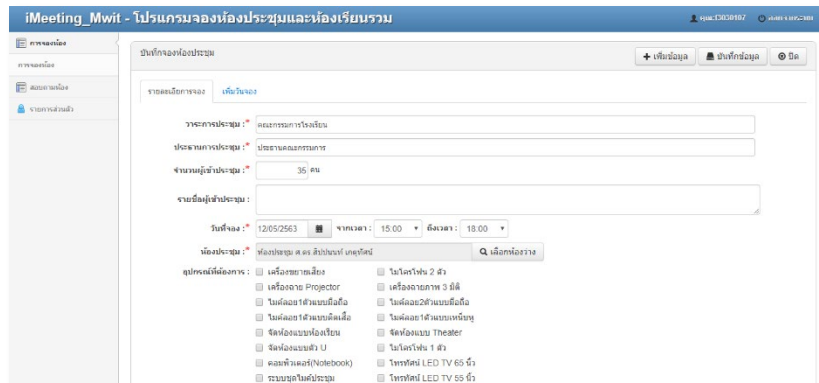 iMeeting_Mwit - โปรแกรมจองห้องประชุมและห้องเรียนรวม
การจองห้อง
การจองห้อง
สอบถามห้อง
รายการส่วนตัว
บันทึกจองห้องประชุม
เพิ่มข้อมูล บันทึกข้อมูล ปิด
รายละเอียดการจอง เพิ่มวันจอง
วาระการประชุม :* คณะกรรมการโรงเรียน
ประธานการประชุม :* ประธานคณะกรรมการ
จำนวนผู้เข้าประชุม :* 35 คน
รายชื่อผู้เข้าประชุม :
วันที่จอง :* 12/05/2563 จากเวลา : 15:00 ถึงเวลา : 18:00
ห้องประชุม :* ห้องประชุม ศ.ดร.สิปปนนท์ เกตุทัต เลือกห้องว่าง
อุปกรณ์ที่ต้องการ : เครื่องขยายเสียง ไมโครโฟน 2 ตัว
เครื่องฉาย Projector เครื่องฉายภาพ 3 มิติ
ไมค์ลอย1ตัวแบบมือถือ ไมค์ลอย2ตัวแบบมือถือ
ไมค์ลอย1ตัวแบบติดเสื้อ ไมค์ลอย1ตัวแบบเหน็บหู
จัดห้องแบบห้องเรียน จัดห้องแบบ Theater
จัดห้องแบบตัว U ไมโครโฟน 1 ตัว
คอมพิวเตอร์(Notebook) โทรทัศน์ LED TV 65 นิ้ว
ระบบชุดไมค์ประชุม โทรทัศน์ LED TV 55 นิ้ว